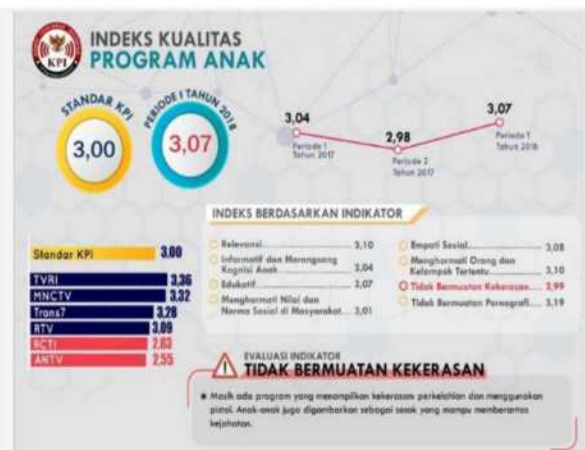 KPI
INDEKS KUALITAS
PROGRAM ANAK
STANDAR KPI
3,00
PERIODE I TAHUN 2018
3,07
3,04
Periode 1
Tahun 2017
2,98
Periode 2
Tahun 2017
3,07
Periode 1
Tahun 2018
INDEKS BERDASARKAN INDIKATOR
Relevansi 3,10
Informatif dan Merangsang
Kognisi Anak 3,04
Edukatif 3,07
Menghormati Nilai dan
Norma Sosial di Masyarakat 3,01
Empati Sosial 3,08
Menghormati Orang dan
Kelompok Tertentu 3,10
Tidak Bermuatan Kekerasan 2,99
Tidak Bermuatan Pornografi 3,19
Standar KPI 3,00
TVRI 3,36
MNCTV 3,32
Trans7 3,28
RTV 3,09
RCTI 2,83
ANTV 2,55
EVALUASI INDIKATOR
TIDAK BERMUATAN KEKERASAN
Masih ada program yang menampilkan kekerasan perkelahian dan menggunakan
pistol. Anak-anak juga digambarkan sebagai sosok yang mampu memberantas
kejahatan.